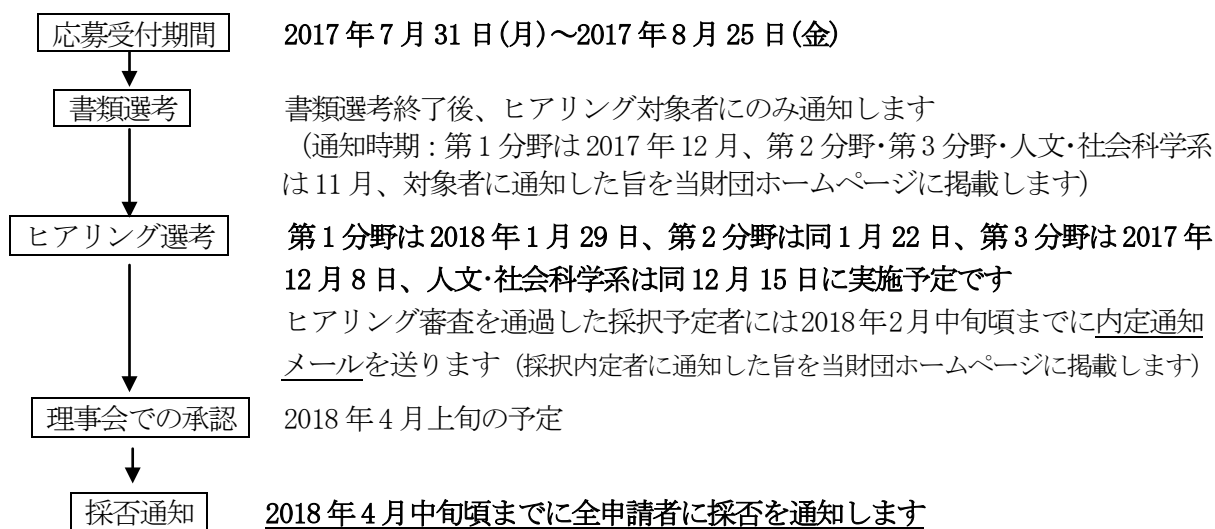 応募受付期間 2017年7月31日(月)～2017年8月25日(金)
書類選考 書類選考終了後、ヒアリング対象者にのみ通知します
（通知時期：第1分野は2017年12月、第2分野･第3分野･人文･社会科学系
は11月、対象者に通知した旨を当財団ホームページに掲載します）
ヒアリング選考 第1分野は2018年1月29日、第2分野は同1月22日、第3分野は2017年
12月8日、人文･社会科学系は同12月15日に実施予定です
ヒアリング審査を通過した採択予定者には2018年2月中旬頃までに内定通知
メールを送ります（採択内定者に通知した旨を当財団ホームページに掲載します）
理事会での承認 2018年4月上旬の予定
採否通知 2018年4月中旬頃までに全申請者に採否を通知します